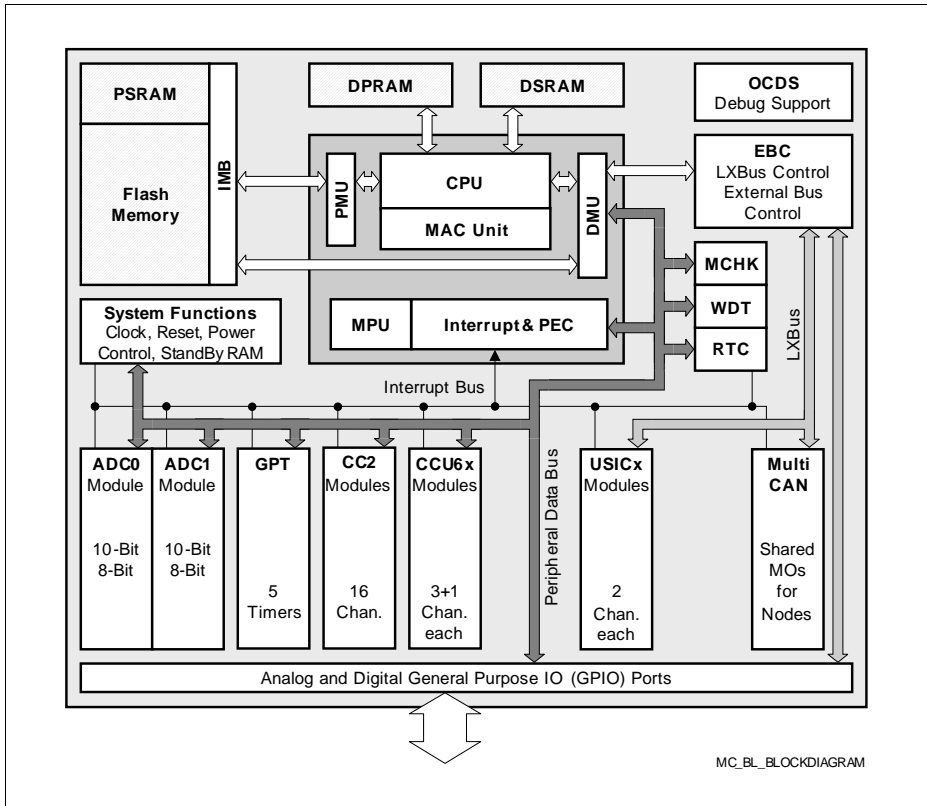 PSRAM
Flash
Memory
IMB
DPRAM
DSRAM
OCDS
Debug Support
PMU
CPU
MAC Unit
DMU
EBC
LXBus Control
External Bus
Control
MCHK
WDT
RTC
LXBus
System Functions
Clock, Reset, Power
Control, StandBy RAM
MPU
Interrupt & PEC
Interrupt Bus
Peripheral Data Bus
ADC0
Module
10-Bit
8-Bit
ADC1
Module
10-Bit
8-Bit
GPT
5
Timers
CC2
Modules
16
Chan.
CCU6x
Modules
3+1
Chan.
each
USICx
Modules
2
Chan.
each
Multi
CAN
Shared
MOs
for
Nodes
Analog and Digital General Purpose IO (GPIO) Ports
MC_BL_BLOCKDIAGRAM